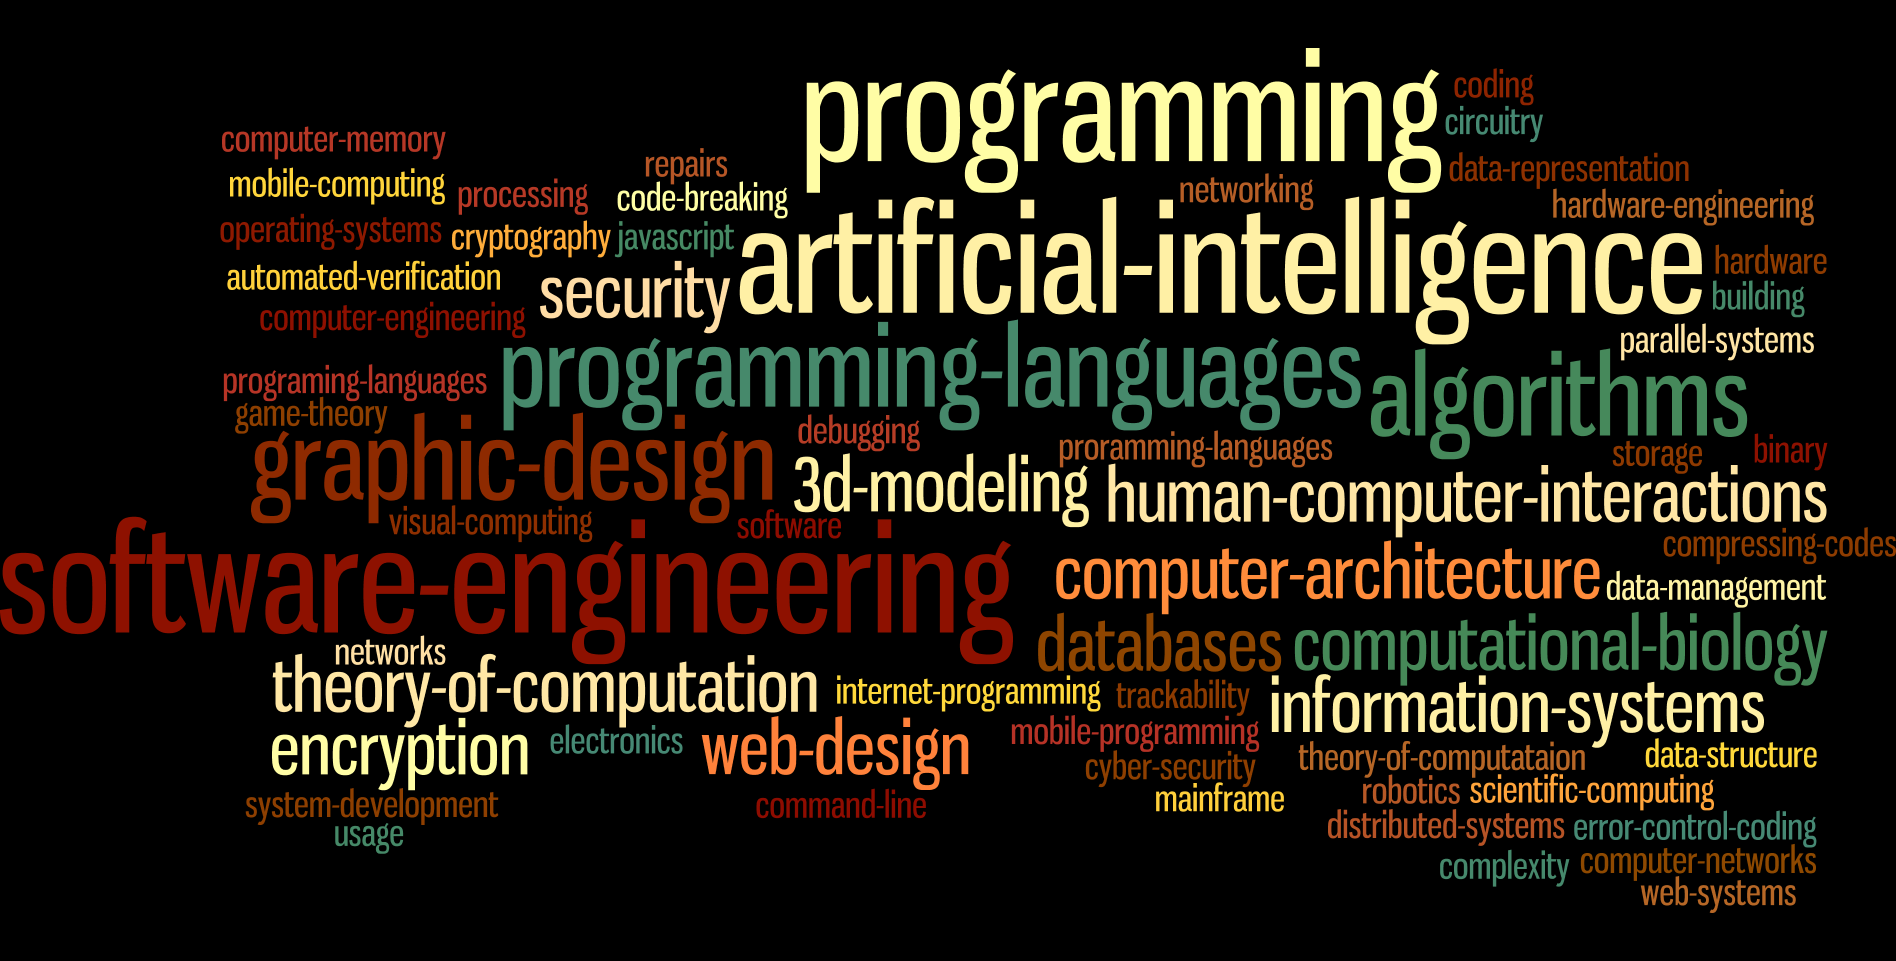 programming
coding
circuitry
computer-memory
repairs
data-representation
mobile-computing
processing
code-breaking
networking
hardware-engineering
operating-systems
cryptography
javascript
artificial-intelligence
hardware
automated-verification
security
building
computer-engineering
parallel-systems
programing-languages
programming-languages
algorithms
game-theory
debugging
proramming-languages
storage
binary
graphic-design
3d-modeling
human-computer-interactions
visual-computing
software
compressing-codes
software-engineering
computer-architecture
data-management
networks
databases
computational-biology
theory-of-computation
internet-programming
trackability
information-systems
encryption
electronics
web-design
mobile-programming
theory-of-computataion
data-structure
cyber-security
system-development
command-line
mainframe
robotics
scientific-computing
usage
distributed-systems
error-control-coding
complexity
computer-networks
web-systems